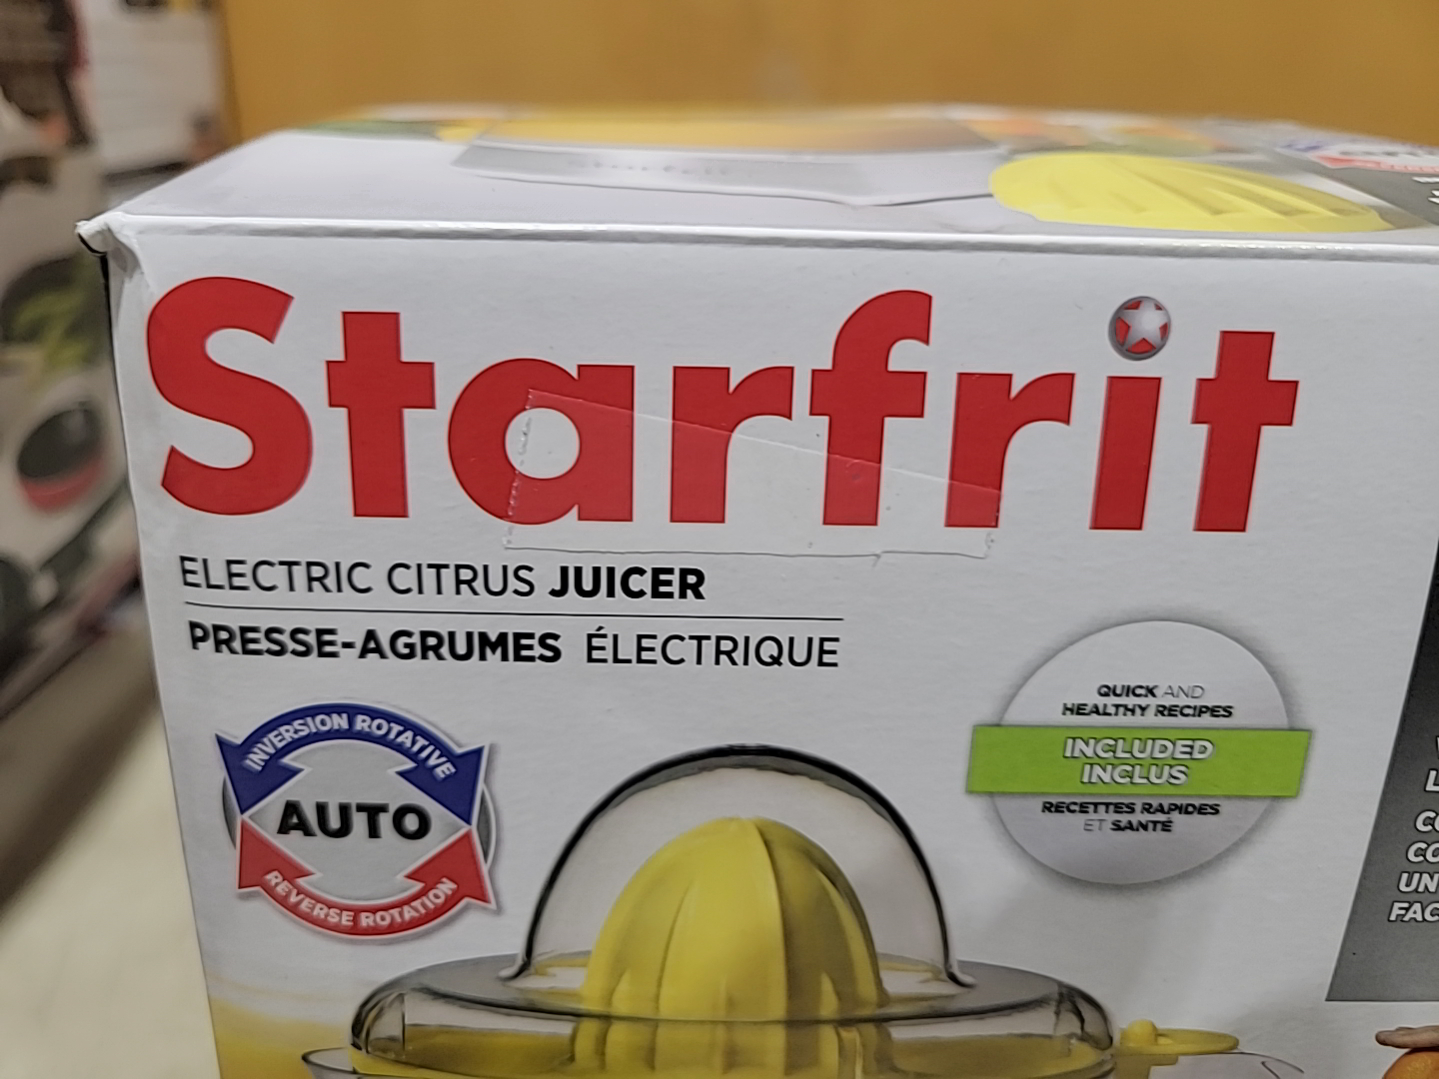 Starfrit
ELECTRIC CITRUS JUICER
PRESSE-AGRUMES ÉLECTRIQUE
INVERSION ROTATIVE
AUTO
REVERSE ROTATION
QUICK AND
HEALTHY RECIPES
INCLUDED
INCLUS
RECETTES RAPIDES
ET SANTÉ
UN